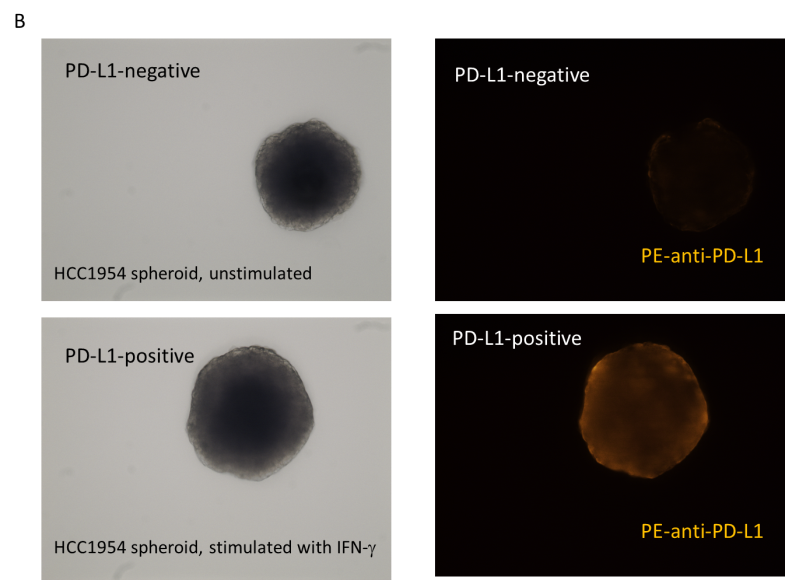 B
PD-L1-negative
HCC1954 spheroid, unstimulated
PD-L1-negative
PE-anti-PD-L1
PD-L1-positive
HCC1954 spheroid, stimulated with IFN-γ
PD-L1-positive
PE-anti-PD-L1